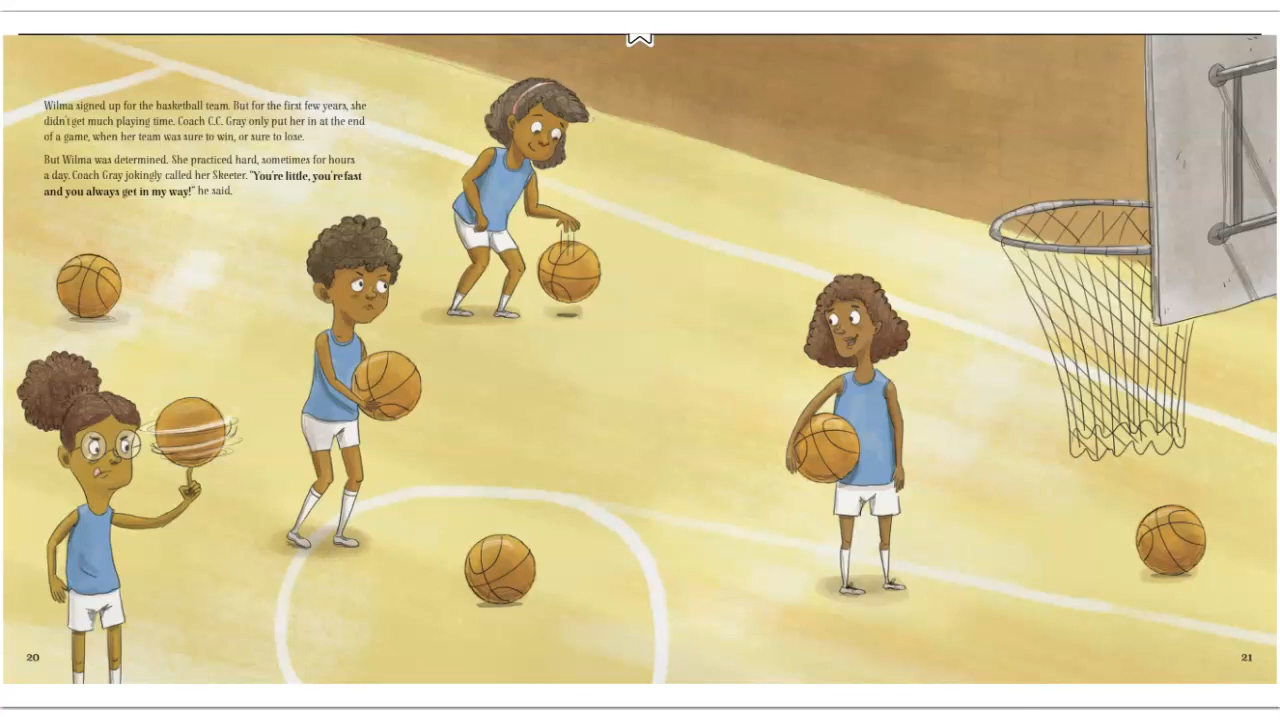 Wilma signed up for the basketball team. But for the first few years, she
didn't get much playing time. Coach C.C. Gray only put her in at the end
of a game, when her team was sure to win, or sure to lose.
But Wilma was determined. She practiced hard, sometimes for hours
a day. Coach Gray jokingly called her Skeeter. "You're little, you're fast
and you always get in my way!" he said.
20
21